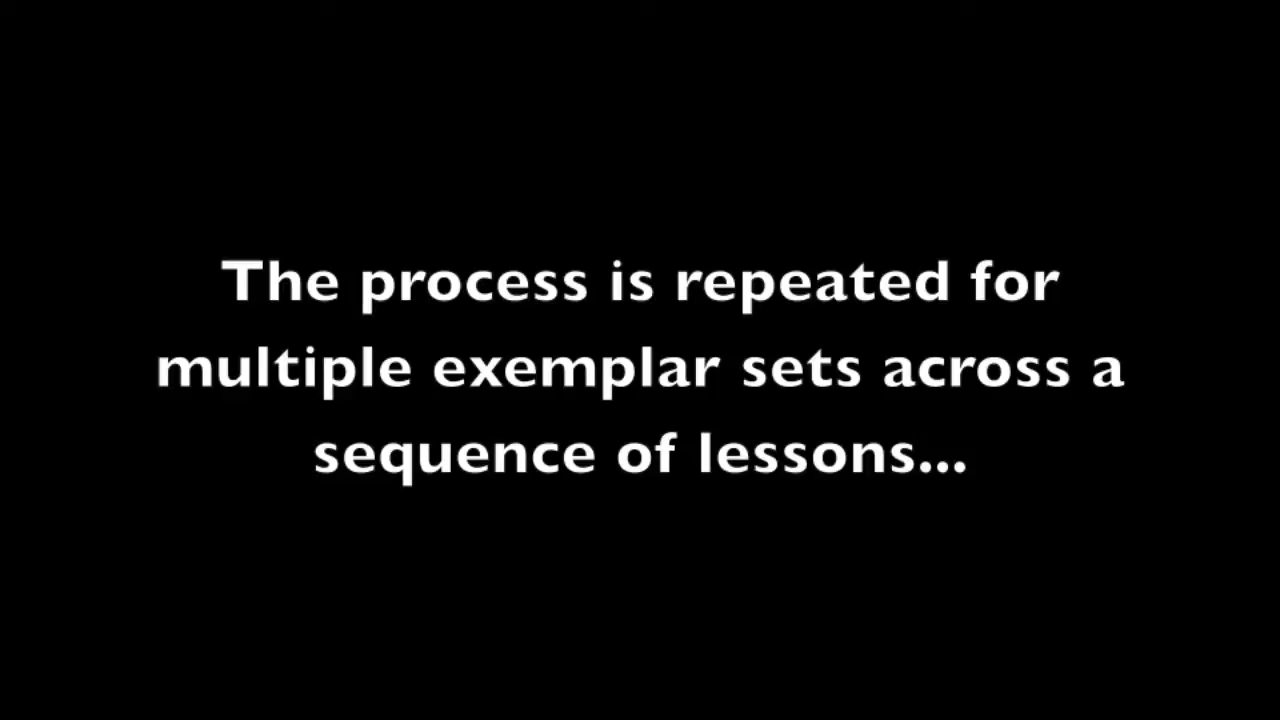 The process is repeated for
multiple exemplar sets across a
sequence of lessons...